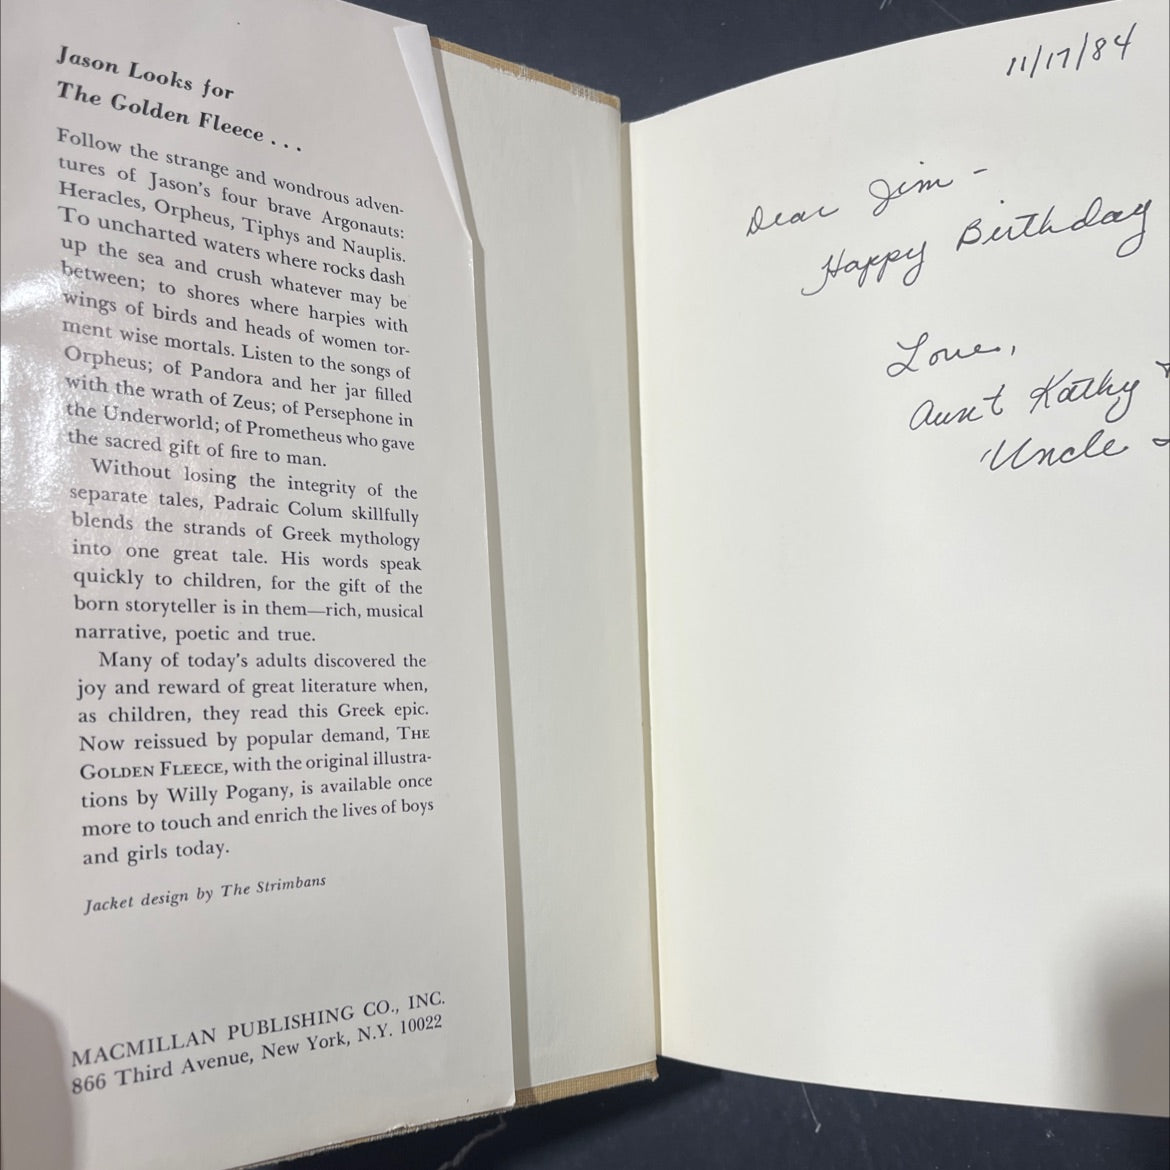 Jason Looks for
The Golden Fleece . . .
Follow the strange and wondrous adven-
tures of Jason's four brave Argonauts:
Heracles, Orpheus, Tiphys and Nauplis.
To uncharted waters where rocks dash
up the sea and crush whatever may be
between; to shores where harpies with
wings of birds and heads of women tor-
ment wise mortals. Listen to the songs of
Orpheus; of Pandora and her jar filled
with the wrath of Zeus; of Persephone in
the Underworld; of Prometheus who gave
the sacred gift of fire to man.
Without losing the integrity of the
separate tales, Padraic Colum skillfully
blends the strands of Greek mythology
into one great tale. His words speak
quickly to children, for the gift of the
born storyteller is in them—rich, musical
narrative, poetic and true.
Many of today's adults discovered the
joy and reward of great literature when,
as children, they read this Greek epic.
Now reissued by popular demand, THE
GOLDEN FLEECE, with the original illustra-
tions by Willy Pogany, is available once
more to touch and enrich the lives of boys
and girls today.
Jacket design by The Strimbans
MACMILLAN PUBLISHING CO., INC.
866 Third Avenue, New York, N.Y. 10022
11/17/84
Dear Jim -
Happy Birthday
Love,
Aunt Kathy
Uncle